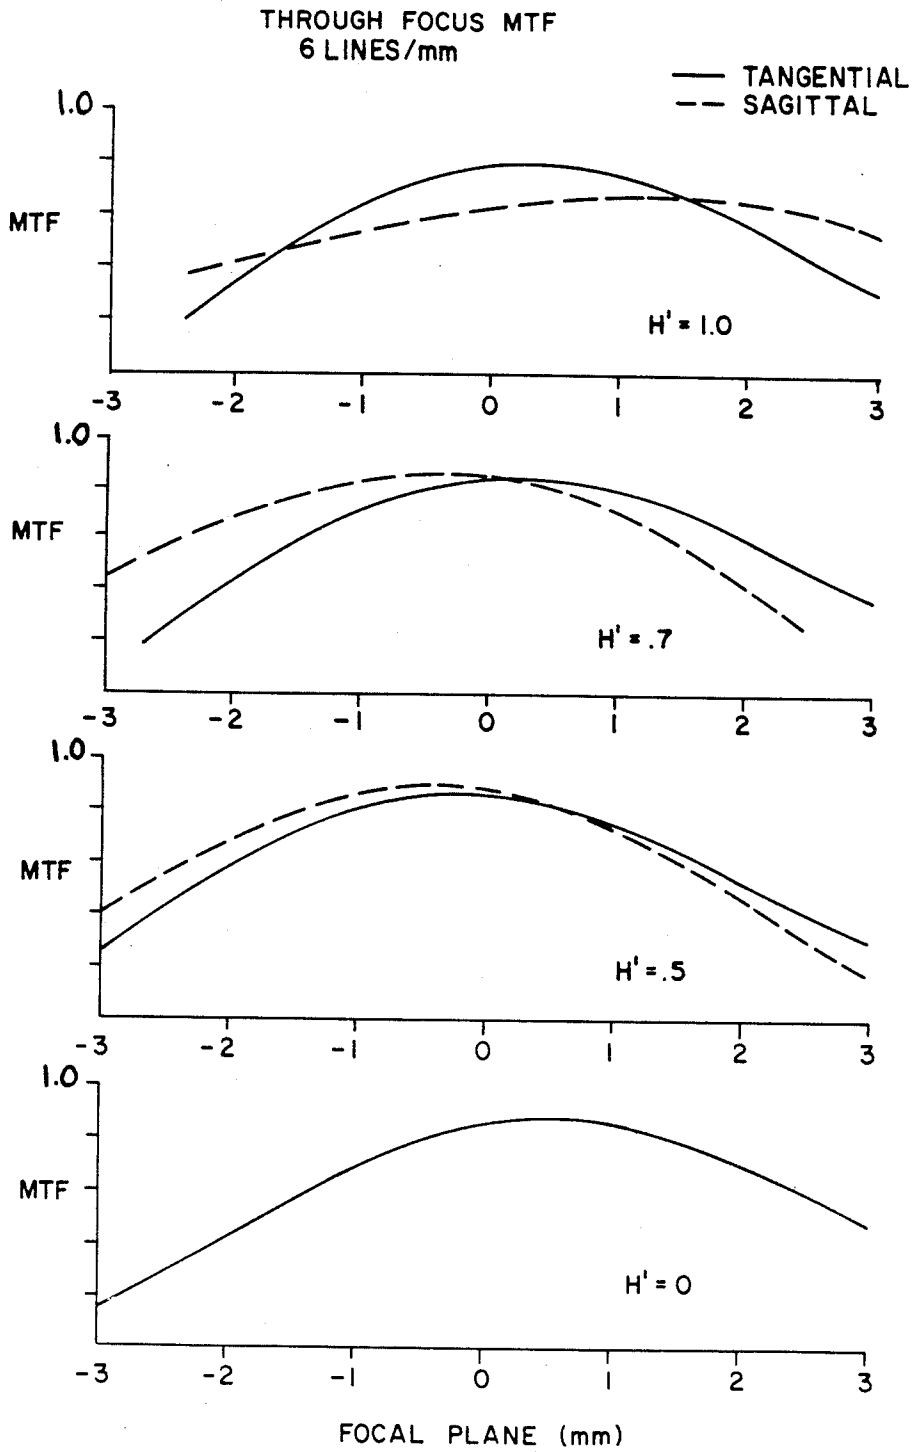 THROUGH FOCUS MTF
6 LINES/mm
TANGENTIAL
SAGITTAL
1.0
MTF
H' = 1.0
-3 -2 -1 0 1 2 3
1.0
MTF
H' = .7
-3 -2 -1 0 1 2 3
1.0
MTF
H' = .5
-3 -2 -1 0 1 2 3
1.0
MTF
H' = 0
-3 -2 -1 0 1 2 3
FOCAL PLANE (mm)